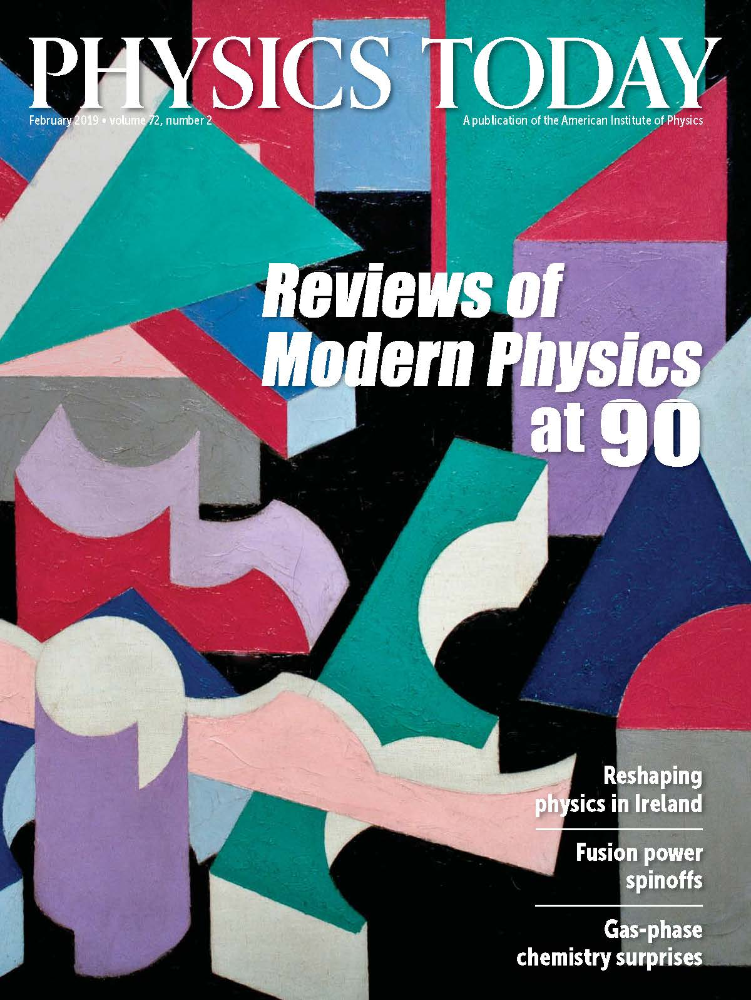 PHYSICS TODAY
February 2019 • volume 72, number 2
A publication of the American Institute of Physics
Reviews of
Modern Physics
at 90
Reshaping
physics in Ireland
Fusion power
spinoffs
Gas-phase
chemistry surprises